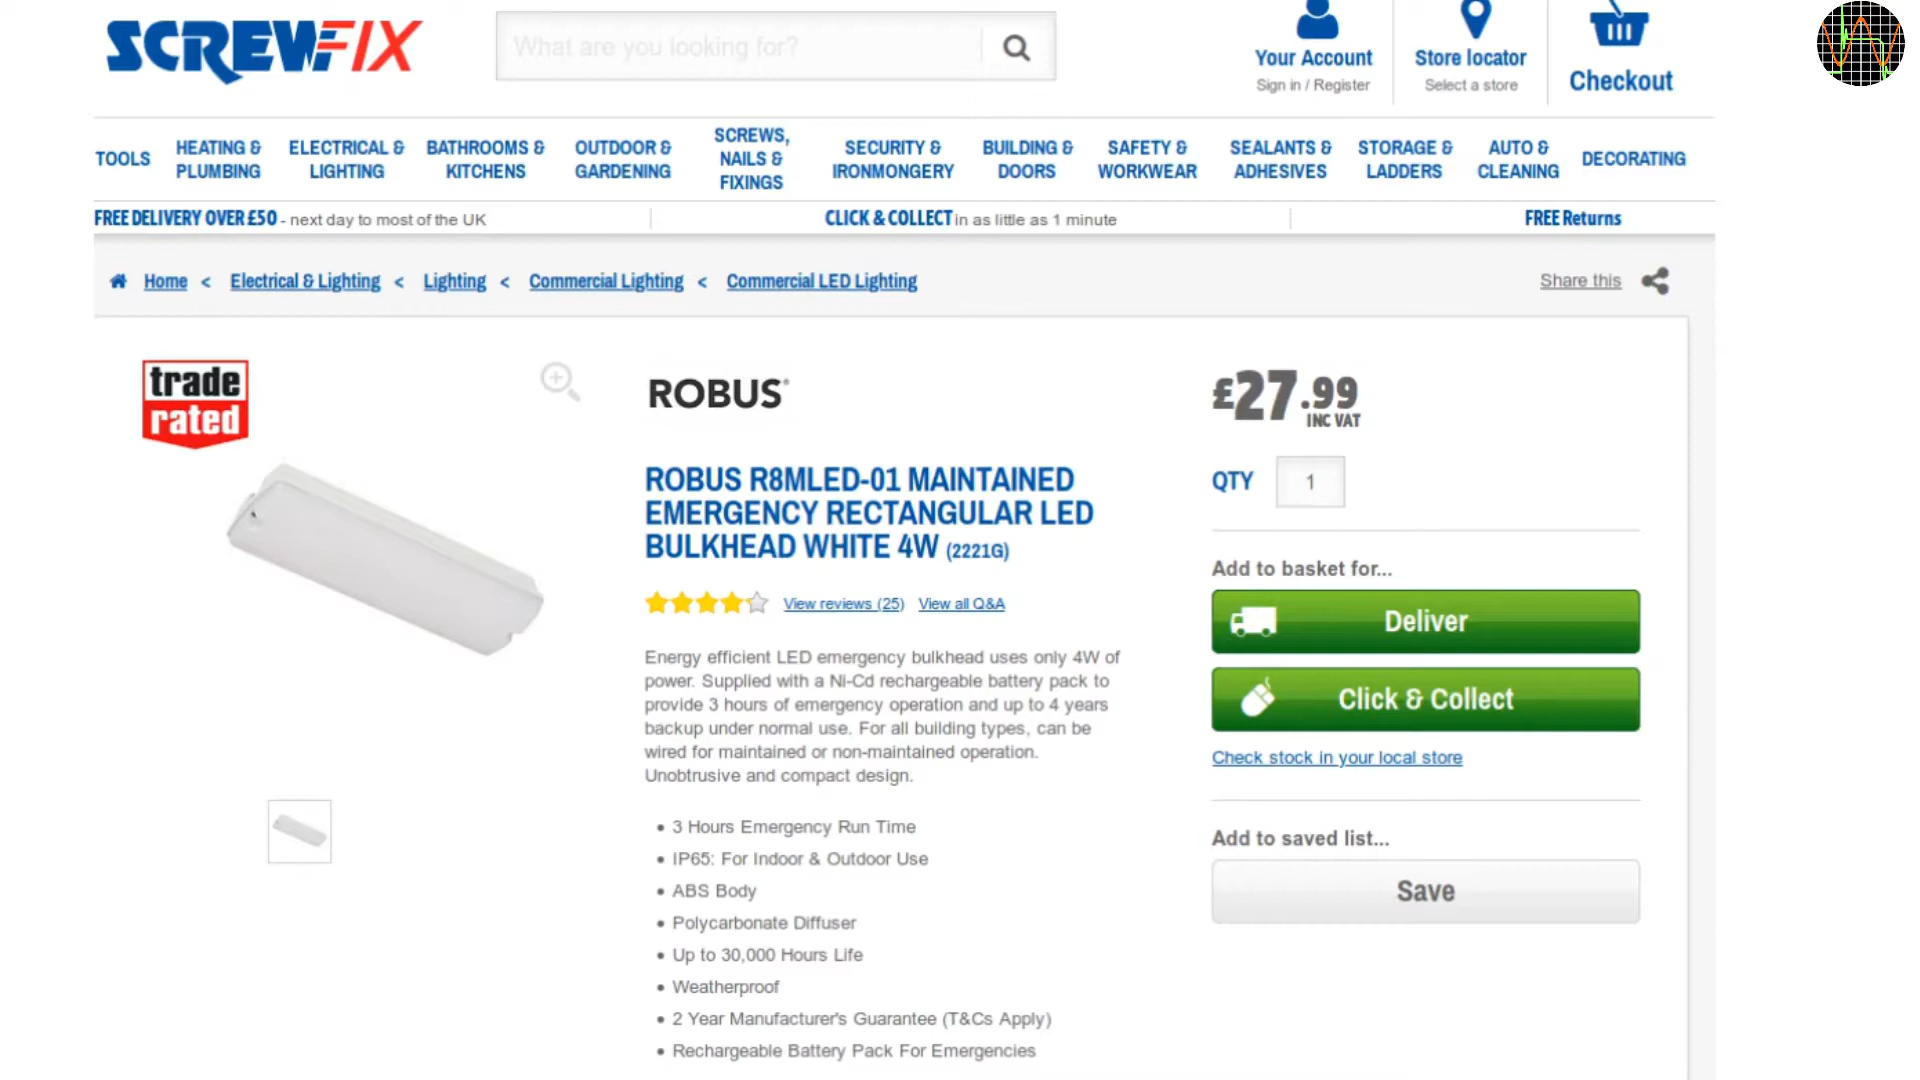 SCREWFIX
What are you looking for?
Your Account
Sign in / Register
Store locator
Select a store
Checkout
TOOLS
HEATING &
PLUMBING
ELECTRICAL &
LIGHTING
BATHROOMS &
KITCHENS
OUTDOOR &
GARDENING
SCREWS,
NAILS &
FIXINGS
SECURITY &
IRONMONGERY
BUILDING &
DOORS
SAFETY &
WORKWEAR
SEALANTS &
ADHESIVES
STORAGE &
LADDERS
AUTO &
CLEANING
DECORATING
FREE DELIVERY OVER £50 - next day to most of the UK
CLICK & COLLECT in as little as 1 minute
FREE Returns
Home < Electrical & Lighting < Lighting < Commercial Lighting < Commercial LED Lighting
Share this
trade
rated
ROBUS®
ROBUS R8MLED-01 MAINTAINED
EMERGENCY RECTANGULAR LED
BULKHEAD WHITE 4W (2221G)
View reviews (25) View all Q&A
Energy efficient LED emergency bulkhead uses only 4W of
power. Supplied with a Ni-Cd rechargeable battery pack to
provide 3 hours of emergency operation and up to 4 years
backup under normal use. For all building types, can be
wired for maintained or non-maintained operation.
Unobtrusive and compact design.
• 3 Hours Emergency Run Time
• IP65: For Indoor & Outdoor Use
• ABS Body
• Polycarbonate Diffuser
• Up to 30,000 Hours Life
• Weatherproof
• 2 Year Manufacturer's Guarantee (T&Cs Apply)
• Rechargeable Battery Pack For Emergencies
£27.99
INC VAT
QTY 1
Add to basket for...
Deliver
Click & Collect
Check stock in your local store
Add to saved list...
Save